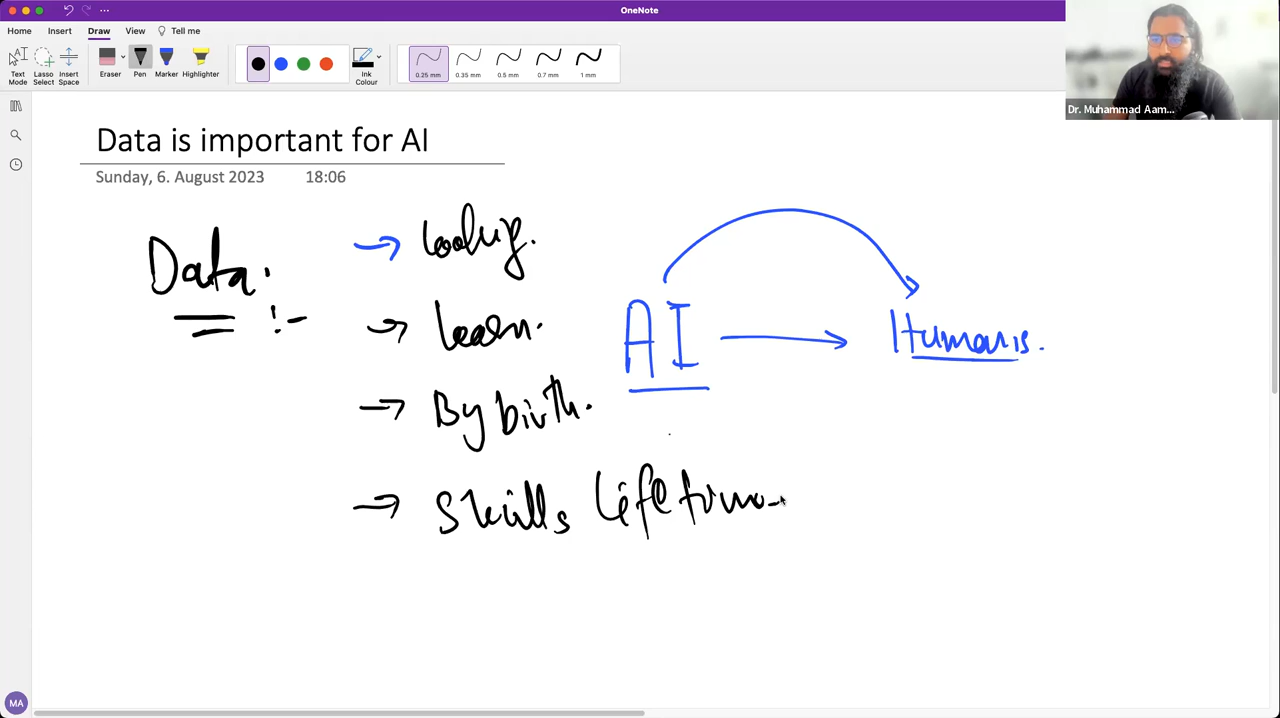 OneNote
Home Insert Draw View Tell me
Text Mode Lasso Select Insert Space Eraser Pen Marker Highlighter Ink Colour 0.25 mm 0.35 mm 0.5 mm 0.7 mm 1 mm
Dr. Muhammad Aam...
Data is important for AI
Sunday, 6. August 2023 18:06
Data. :-
→ Looking.
→ learn.
→ By birth.
→ Skills Lifetime
AI → Humans.
MA